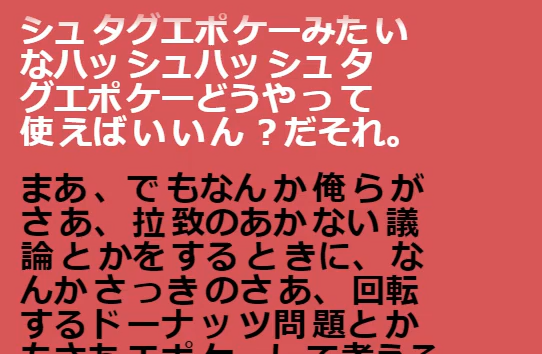 シュタグエポケーみたい
なハッシュハッシュタ
グエポケーどうやって
使えばいいん?だそれ。
まあ、でもなんか俺らが
さあ、拉致のあかない議
論とかをするときに、な
んかさっきのさあ、回転
するドーナッツ問題とか